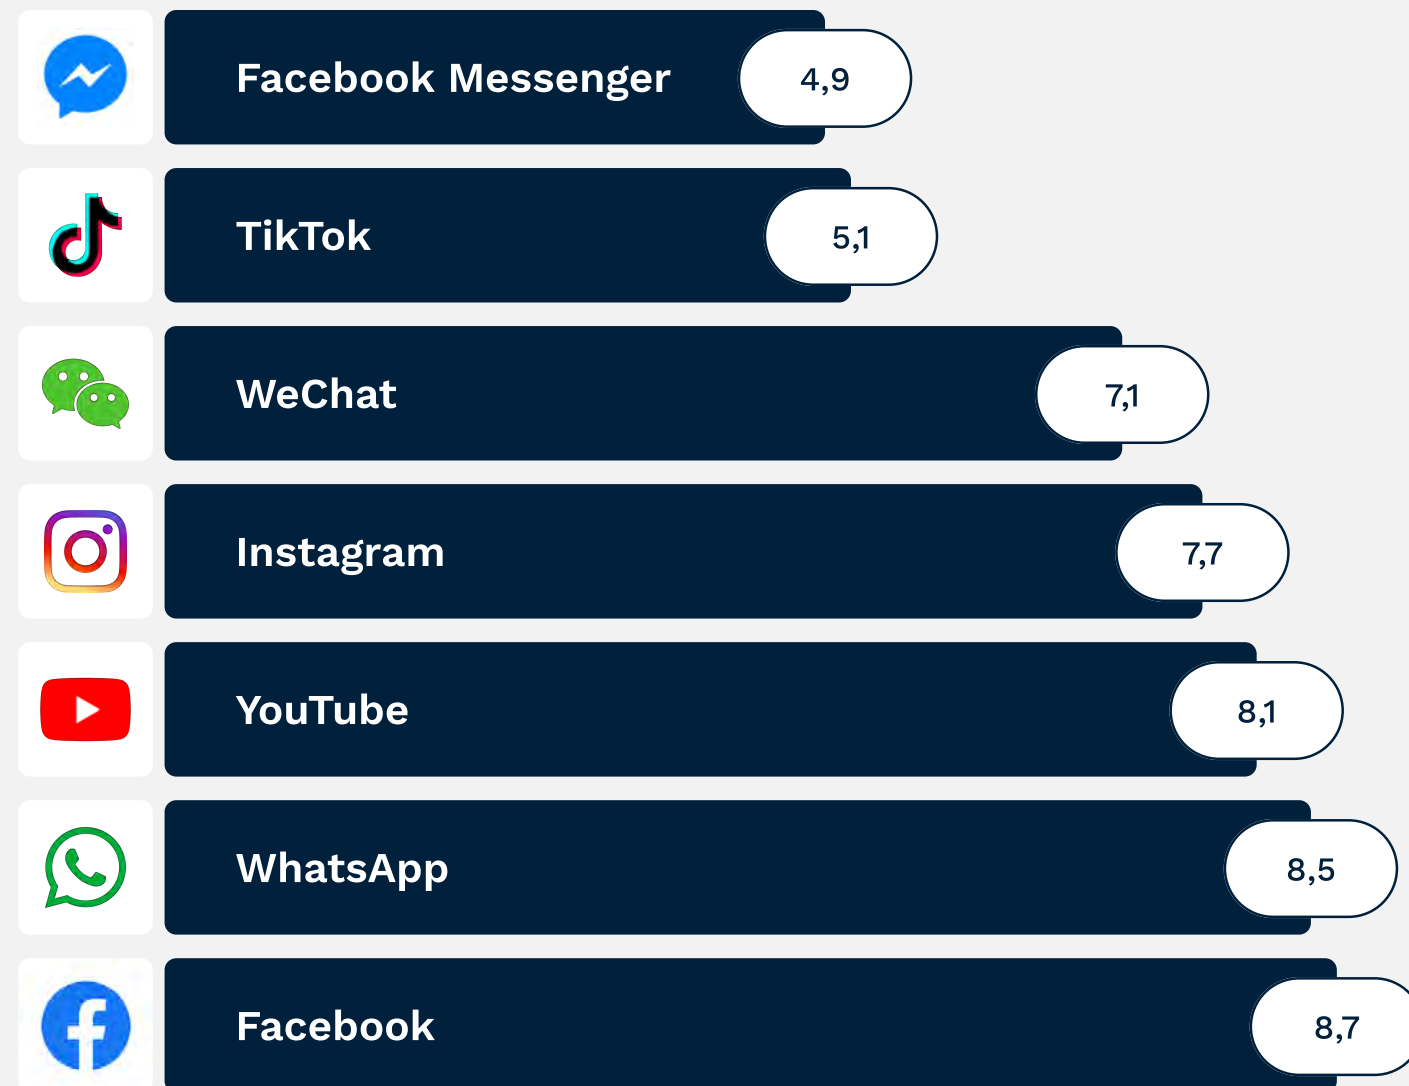 Facebook Messenger 4,9
TikTok 5,1
WeChat 7,1
Instagram 7,7
YouTube 8,1
WhatsApp 8,5
Facebook 8,7